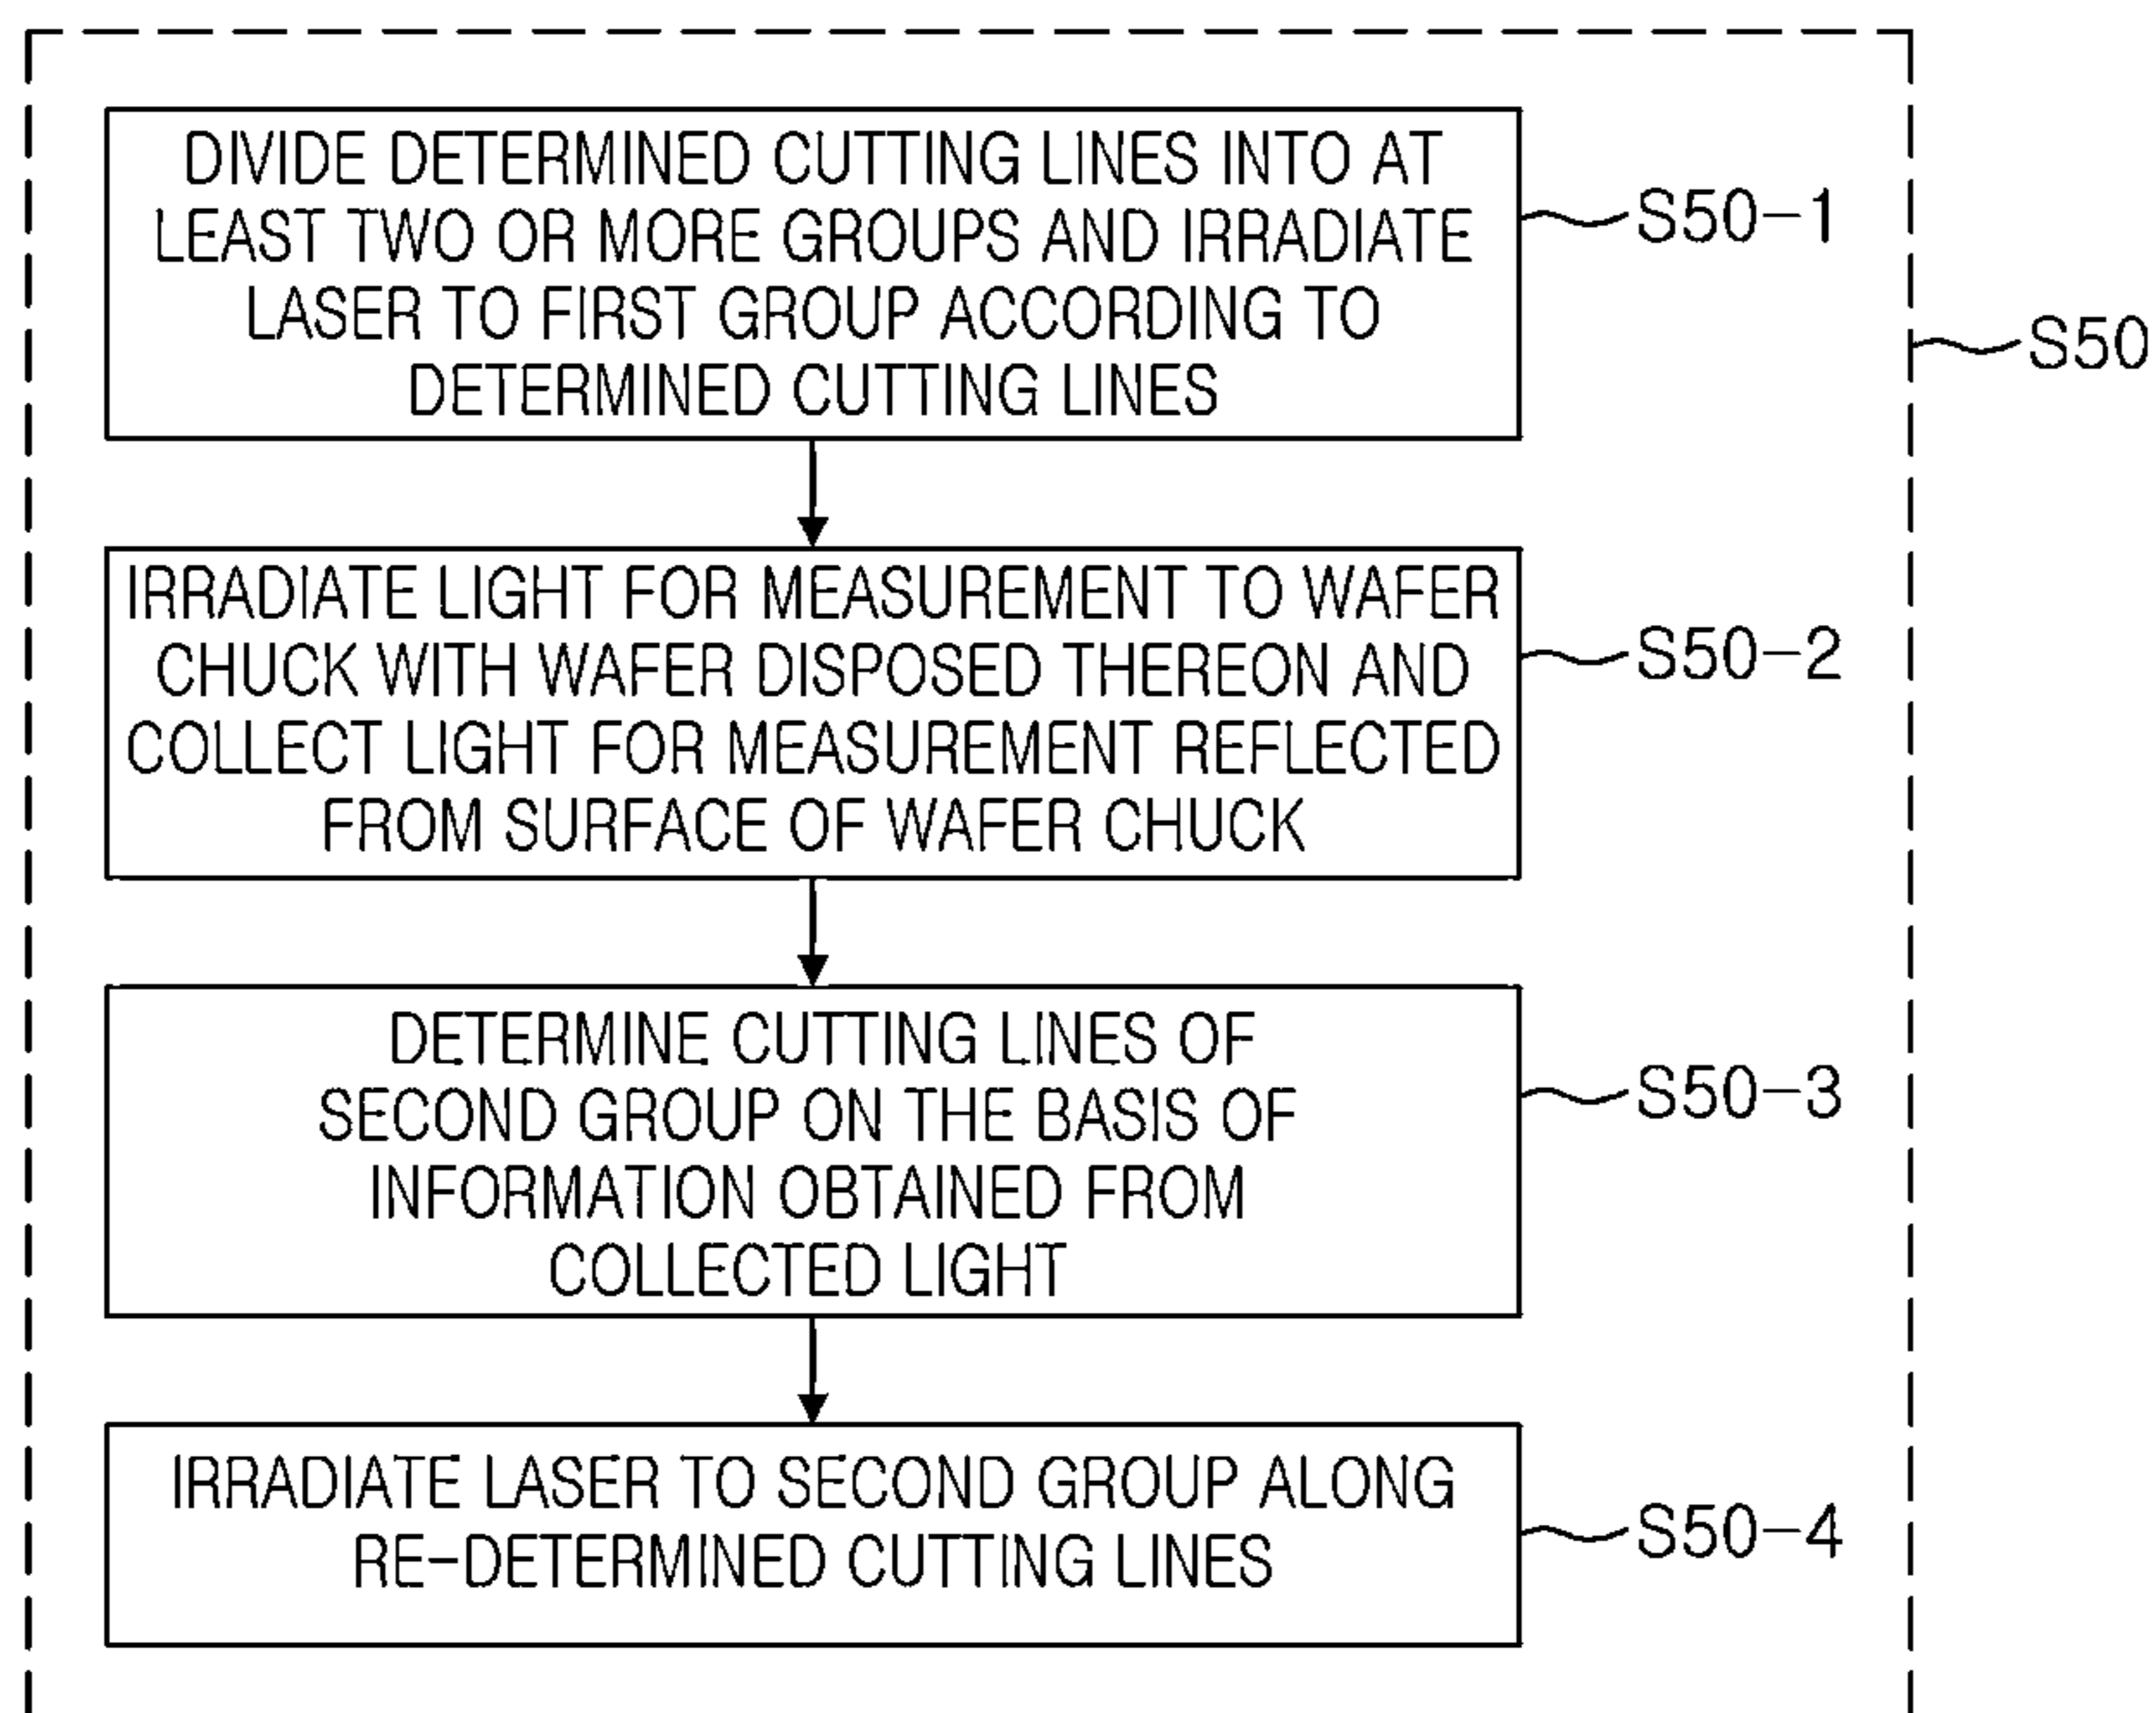 DIVIDE DETERMINED CUTTING LINES INTO AT
LEAST TWO OR MORE GROUPS AND IRRADIATE
LASER TO FIRST GROUP ACCORDING TO
DETERMINED CUTTING LINES
S50-1
S50
IRRADIATE LIGHT FOR MEASUREMENT TO WAFER
CHUCK WITH WAFER DISPOSED THEREON AND
COLLECT LIGHT FOR MEASUREMENT REFLECTED
FROM SURFACE OF WAFER CHUCK
S50-2
DETERMINE CUTTING LINES OF
SECOND GROUP ON THE BASIS OF
INFORMATION OBTAINED FROM
COLLECTED LIGHT
S50-3
IRRADIATE LASER TO SECOND GROUP ALONG
RE-DETERMINED CUTTING LINES
S50-4